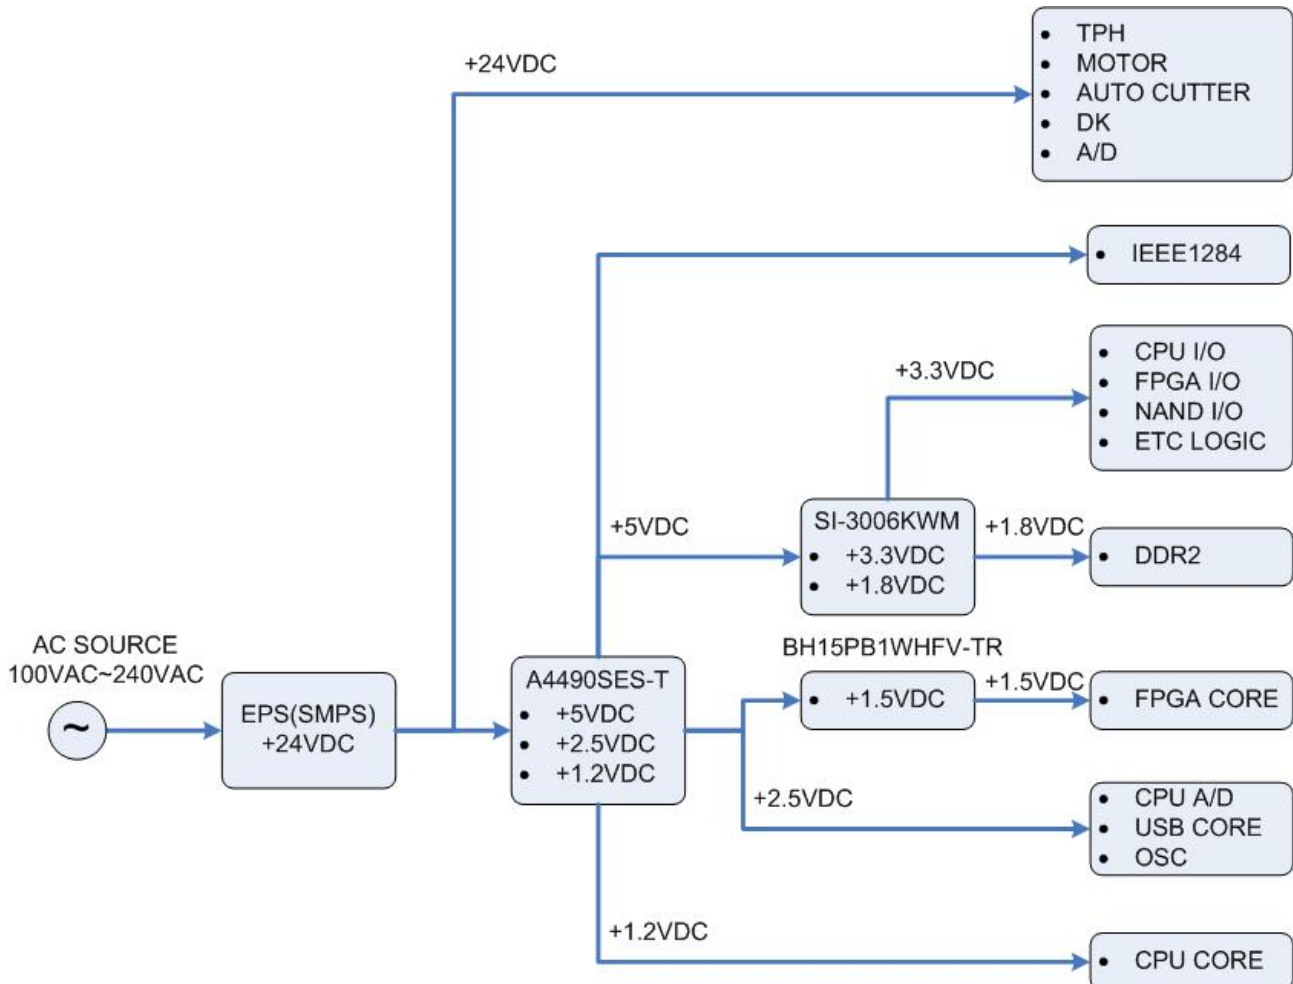 +24VDC
TPH
MOTOR
AUTO CUTTER
DK
A/D
IEEE1284
+3.3VDC
CPU I/O
FPGA I/O
NAND I/O
ETC LOGIC
+5VDC
SI-3006KWM
+3.3VDC
+1.8VDC
+1.8VDC
DDR2
AC SOURCE
100VAC~240VAC
~
EPS(SMPS)
+24VDC
A4490SES-T
+5VDC
+2.5VDC
+1.2VDC
BH15PB1WHFV-TR
+1.5VDC
+1.5VDC
FPGA CORE
+2.5VDC
CPU A/D
USB CORE
OSC
+1.2VDC
CPU CORE